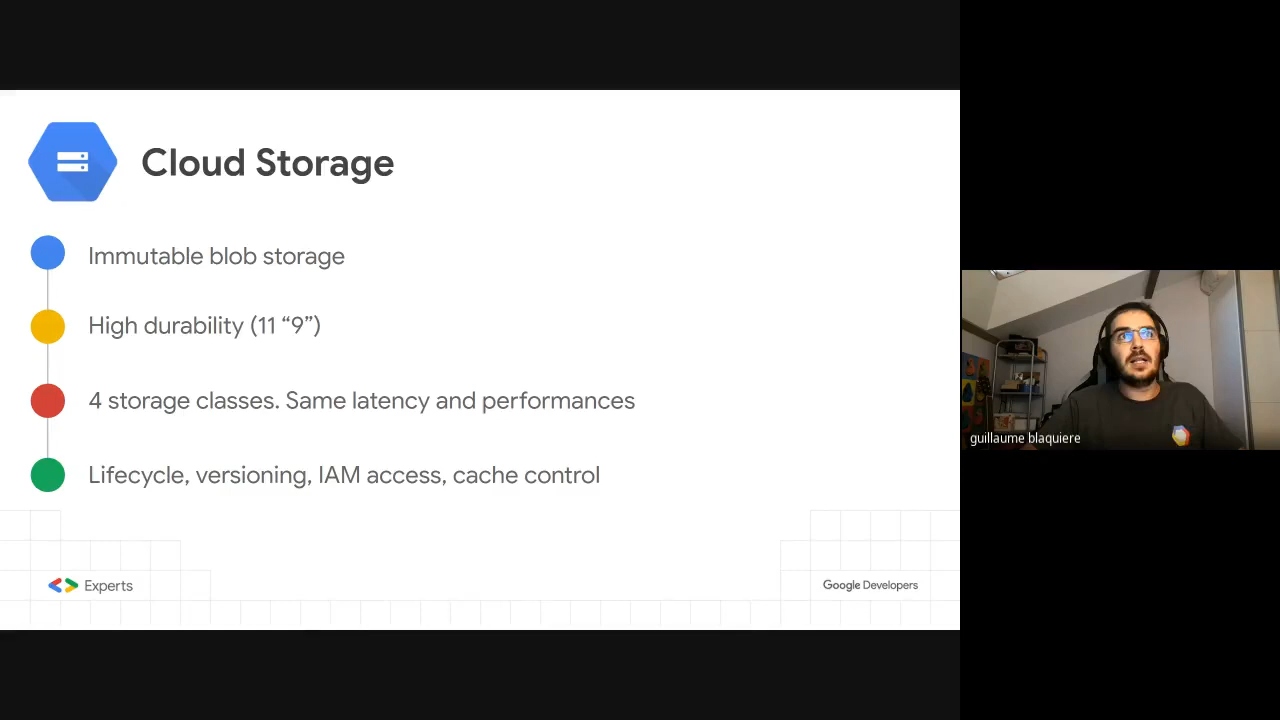 Cloud Storage
Immutable blob storage
High durability (11 “9”)
4 storage classes. Same latency and performances
Lifecycle, versioning, IAM access, cache control
Experts
Google Developers
guillaume blaquiere